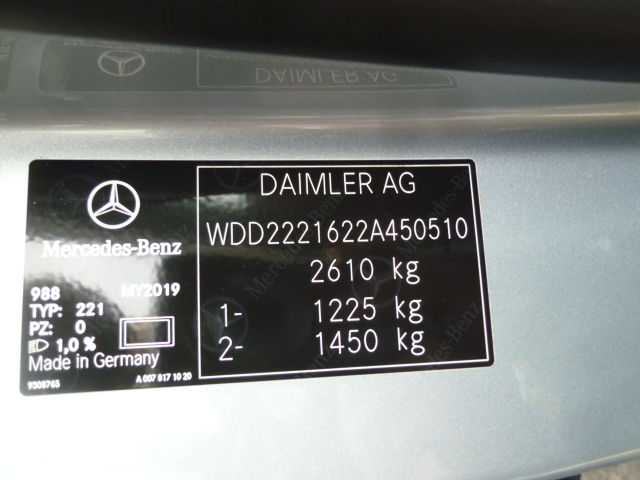 DAIMLER AG
Mercedes-Benz
988 MY2019
TYP: 221
PZ: 0
1,0 %
Made in Germany
9308765 A 007 817 10 20
DAIMLER AG
WDD2221622A450510
2610 kg
1- 1225 kg
2- 1450 kg